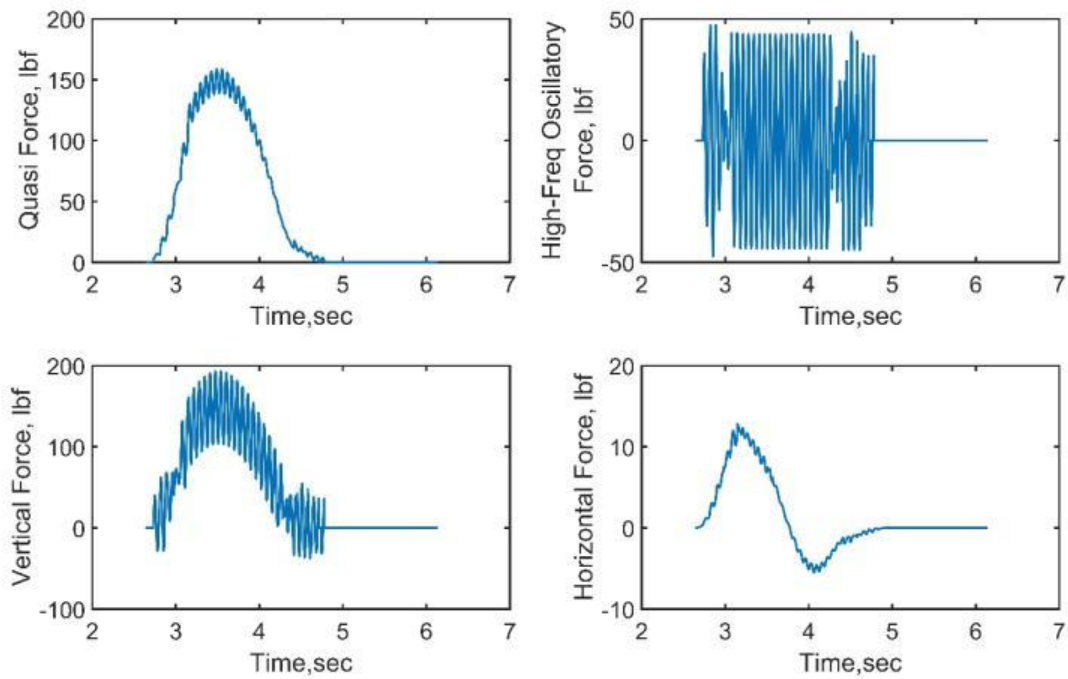 200
150
100
50
0
Quasi Force, lbf
2 3 4 5 6 7
Time,sec
50
0
-50
High-Freq Oscillatory
Force, lbf
2 3 4 5 6 7
Time,sec
200
100
0
-100
Vertical Force, lbf
2 3 4 5 6 7
Time,sec
20
10
0
-10
Horizontal Force, lbf
2 3 4 5 6 7
Time,sec